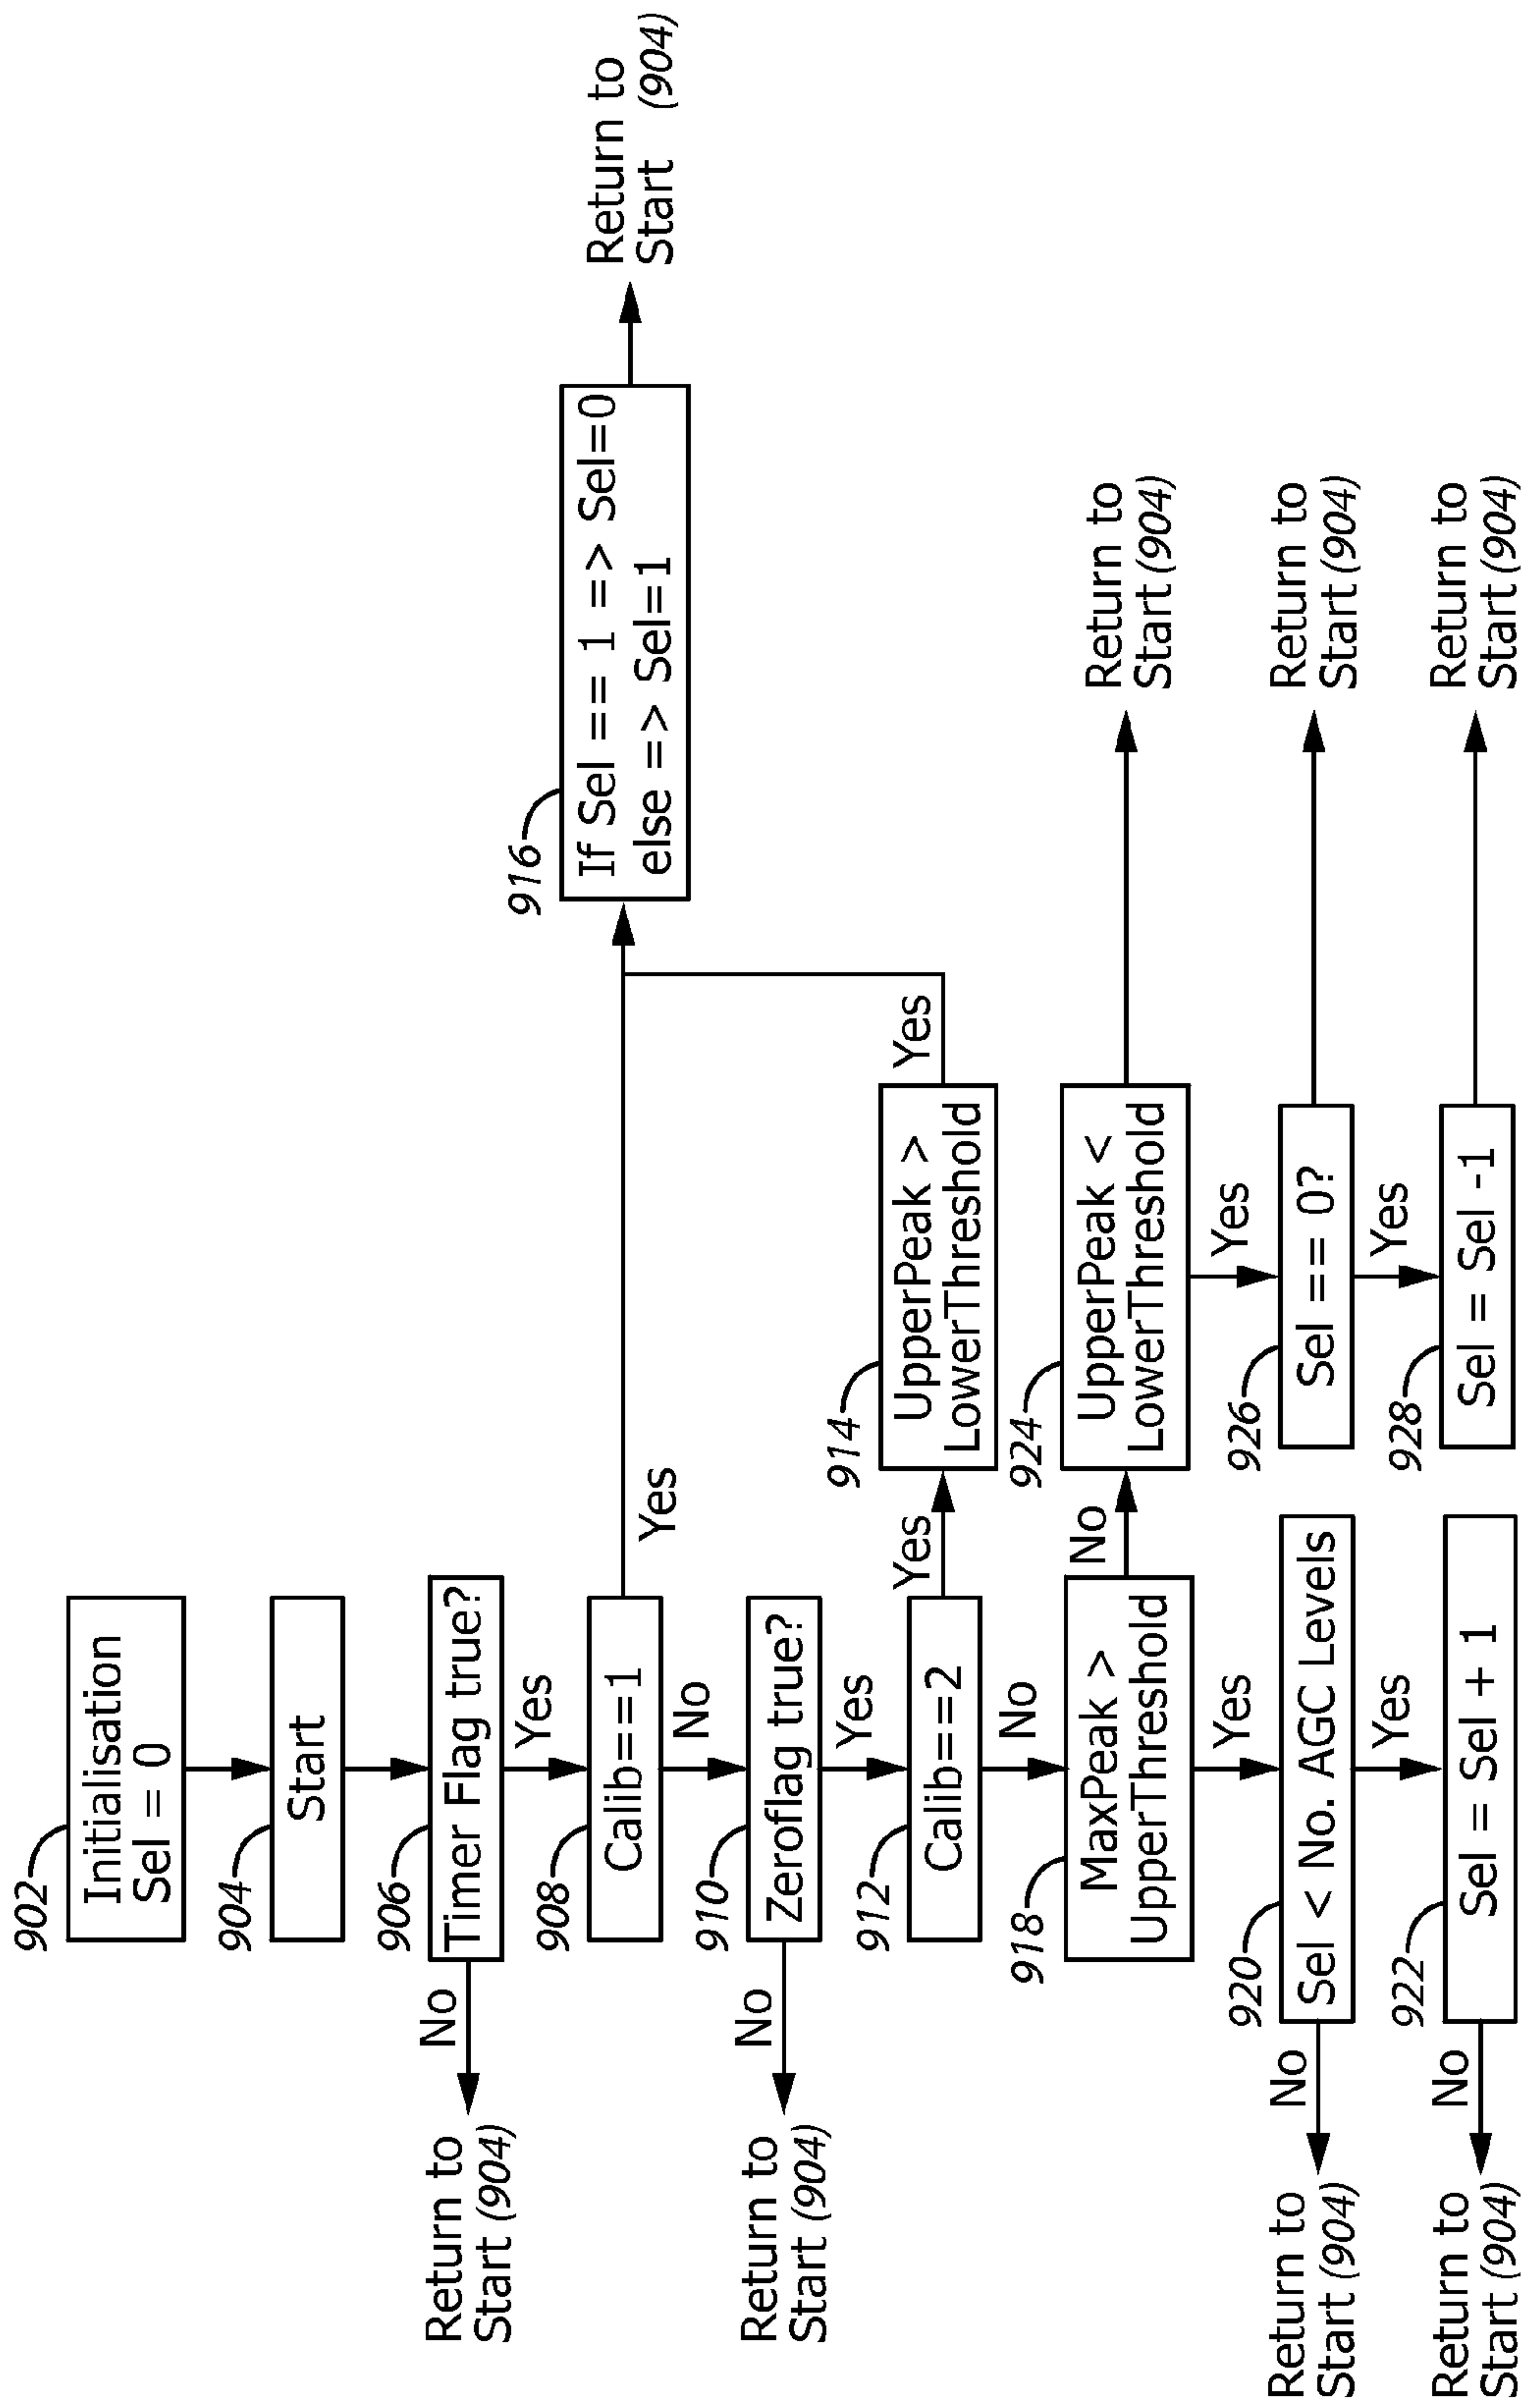 902
Initialisation
Sel = 0
904
Start
906
Timer Flag true?
No
Return to
Start (904)
Yes
908
Calib==1
Yes
916
If Sel == 1 => Sel=0
else => Sel=1
Return to
Start (904)
No
910
Zeroflag true?
No
Return to
Start (904)
Yes
912
Calib==2
Yes
914
UpperPeak >
LowerThreshold
Yes
No
918
MaxPeak >
UpperThreshold
No
924
UpperPeak <
LowerThreshold
Return to
Start (904)
Yes
Yes
920
Sel < No. AGC Levels
No
Return to
Start (904)
926
Sel == 0?
Return to
Start (904)
Yes
Yes
922
Sel = Sel + 1
No
Return to
Start (904)
928
Sel = Sel -1
Return to
Start (904)